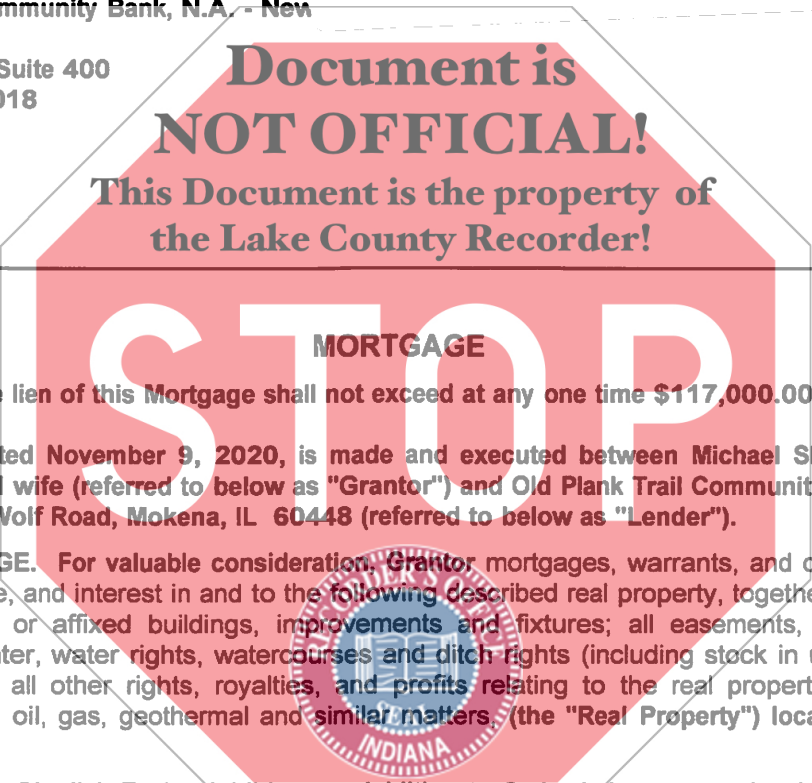 mmunity Bank, N.A. - New
Suite 400
018
Document is
NOT OFFICIAL!
This Document is the property of
the Lake County Recorder!
STOP
MORTGAGE
lien of this Mortgage shall not exceed at any one time $117,000.00
ted November 9, 2020, is made and executed between Michael S
wife (referred to below as "Grantor") and Old Plank Trail Communit
Wolf Road, Mokena, IL 60448 (referred to below as "Lender").
GE. For valuable consideration, Grantor mortgages, warrants, and
e, and interest in and to the following described real property, togethe
or affixed buildings, improvements and fixtures; all easements,
ter, water rights, watercourses and ditch rights (including stock in
all other rights, royalties, and profits relating to the real propert
oil, gas, geothermal and similar matters, (the "Real Property") loca
RECORDER'S OFFICE
SEAL
INDIANA